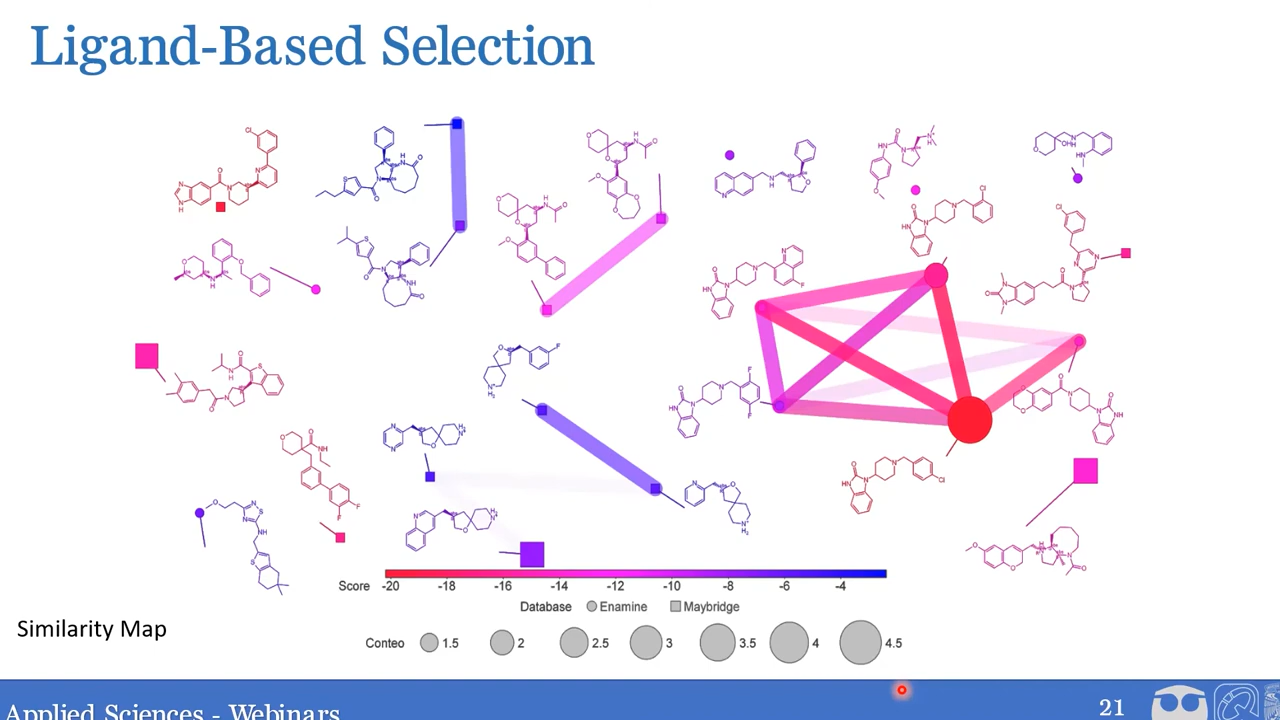 Ligand-Based Selection
Score -20 -18 -16 -14 -12 -10 -8 -6 -4
Database Enamine Maybridge
Similarity Map
Conteo 1.5 2 2.5 3 3.5 4 4.5
Applied Sciences - Webinars
21